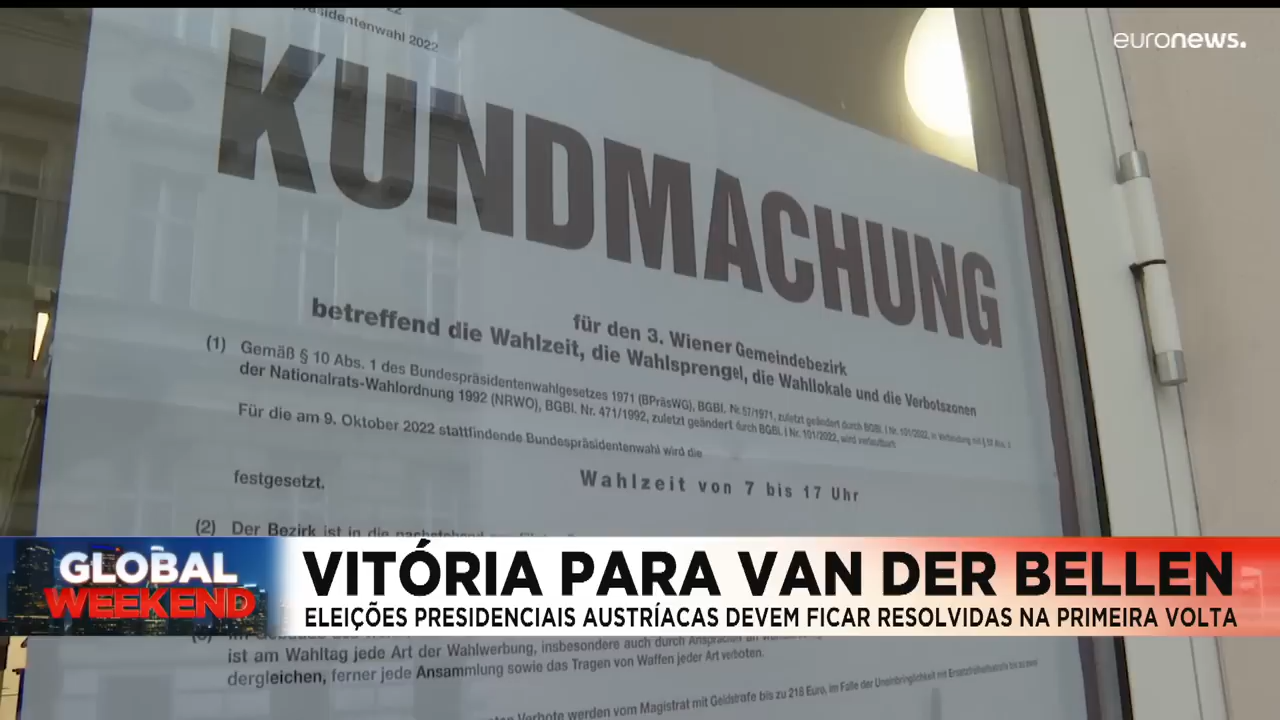 euronews.
Bundespräsidentenwahl 2022
KUNDMACHUNG
für den 3. Wiener Gemeindebezirk
betreffend die Wahlzeit, die Wahlsprengel, die Wahllokale und die Verbotszonen
(1) Gemäß § 10 Abs. 1 des Bundespräsidentenwahlgesetzes 1971 (BPräsWG), BGBl. Nr. 57/1971, zuletzt geändert durch BGBl. I Nr. 101/2022, in Verbindung mit § 52 Abs.
der Nationalrats-Wahlordnung 1992 (NRWO), BGBl. Nr. 471/1992, zuletzt geändert durch BGBl. I Nr. 101/2022, wird verlautbart:
Für die am 9. Oktober 2022 stattfindende Bundespräsidentenwahl wird die
Wahlzeit von 7 bis 17 Uhr
festgesetzt.
(2) Der Bezirk ist in die
GLOBAL WEEKEND
VITÓRIA PARA VAN DER BELLEN
ELEIÇÕES PRESIDENCIAIS AUSTRÍACAS DEVEM FICAR RESOLVIDAS NA PRIMEIRA VOLTA
ist am Wahltag jede Art der Wahlwerbung, insbesondere auch durch Ansprachen
dergleichen, ferner jede Ansammlung sowie das Tragen von Waffen jeder Art verboten.
Verbote werden vom Magistrat mit Geldstrafe bis zu 218 Euro, im Falle der Uneinbringlichkeit mit Ersatzfreiheitsstrafe bis zu zwei